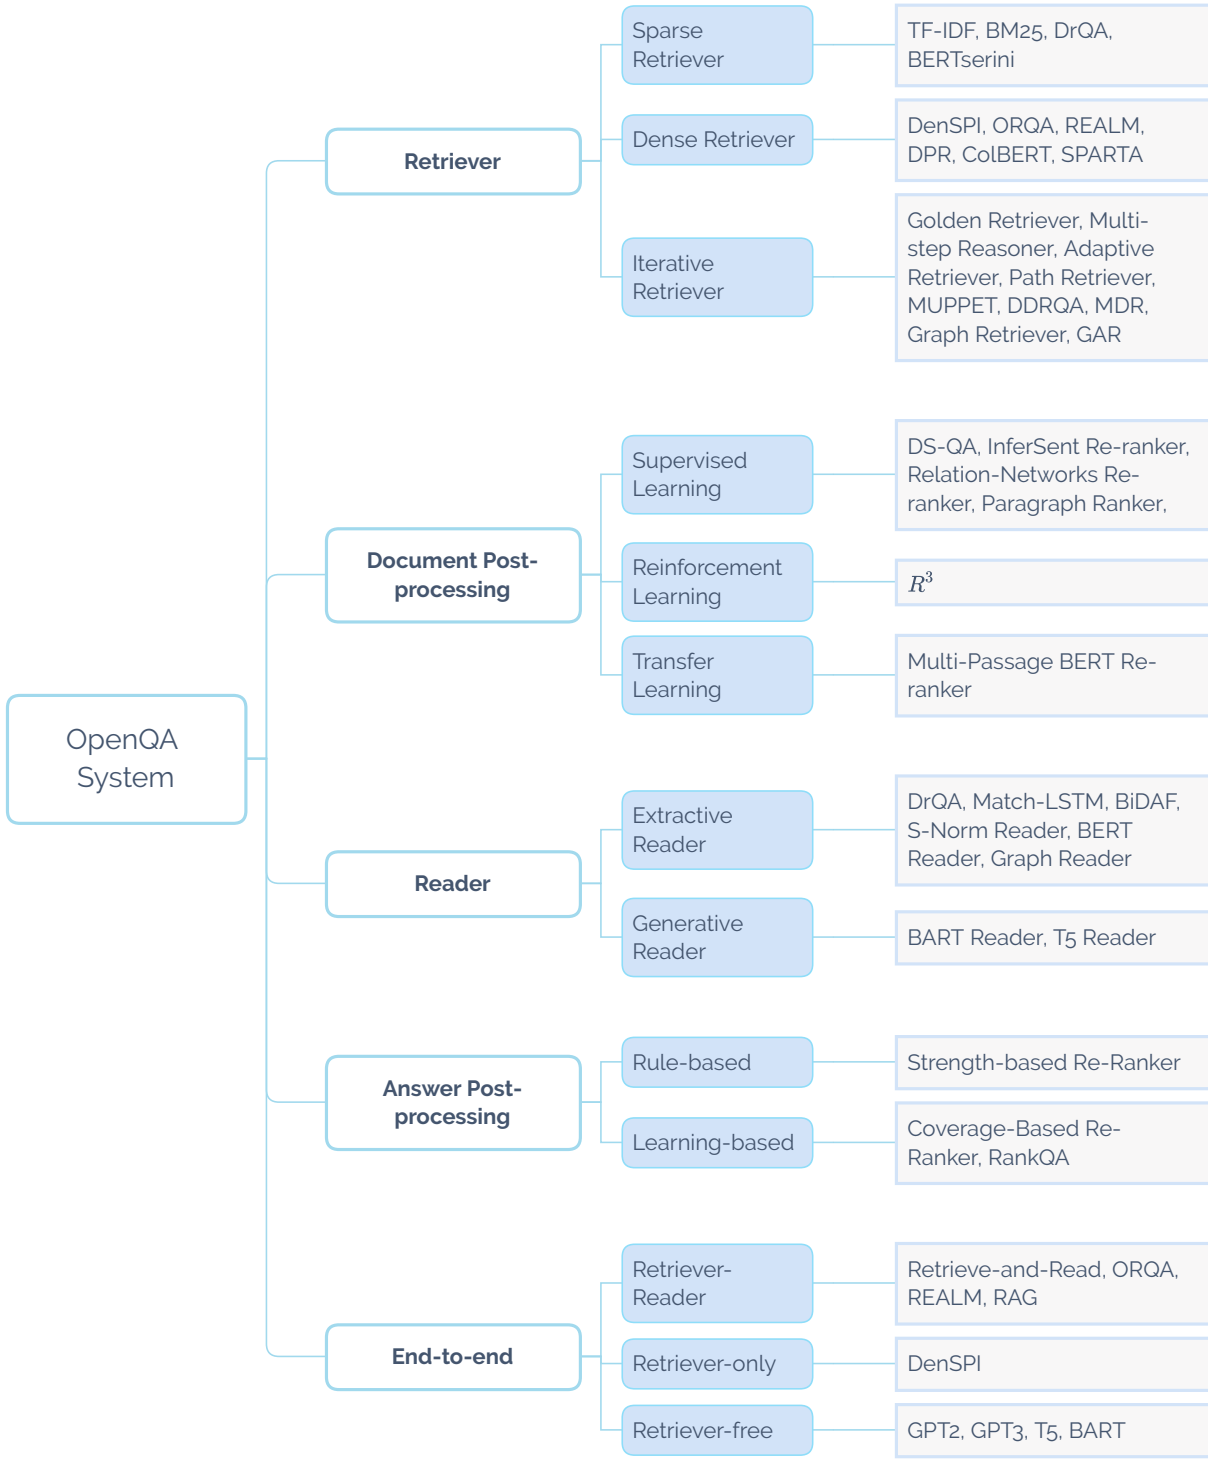 OpenQA
System
Retriever
Sparse
Retriever
TF-IDF, BM25, DrQA,
BERTserini
Dense Retriever
DenSPI, ORQA, REALM,
DPR, ColBERT, SPARTA
Iterative
Retriever
Golden Retriever, Multi-
step Reasoner, Adaptive
Retriever, Path Retriever,
MUPPET, DDRQA, MDR,
Graph Retriever, GAR
Document Post-
processing
Supervised
Learning
DS-QA, InferSent Re-ranker,
Relation-Networks Re-
ranker, Paragraph Ranker,
Reinforcement
Learning
R³
Transfer
Learning
Multi-Passage BERT Re-
ranker
Reader
Extractive
Reader
DrQA, Match-LSTM, BiDAF,
S-Norm Reader, BERT
Reader, Graph Reader
Generative
Reader
BART Reader, T5 Reader
Answer Post-
processing
Rule-based
Strength-based Re-Ranker
Learning-based
Coverage-Based Re-
Ranker, RankQA
End-to-end
Retriever-
Reader
Retrieve-and-Read, ORQA,
REALM, RAG
Retriever-only
DenSPI
Retriever-free
GPT2, GPT3, T5, BART